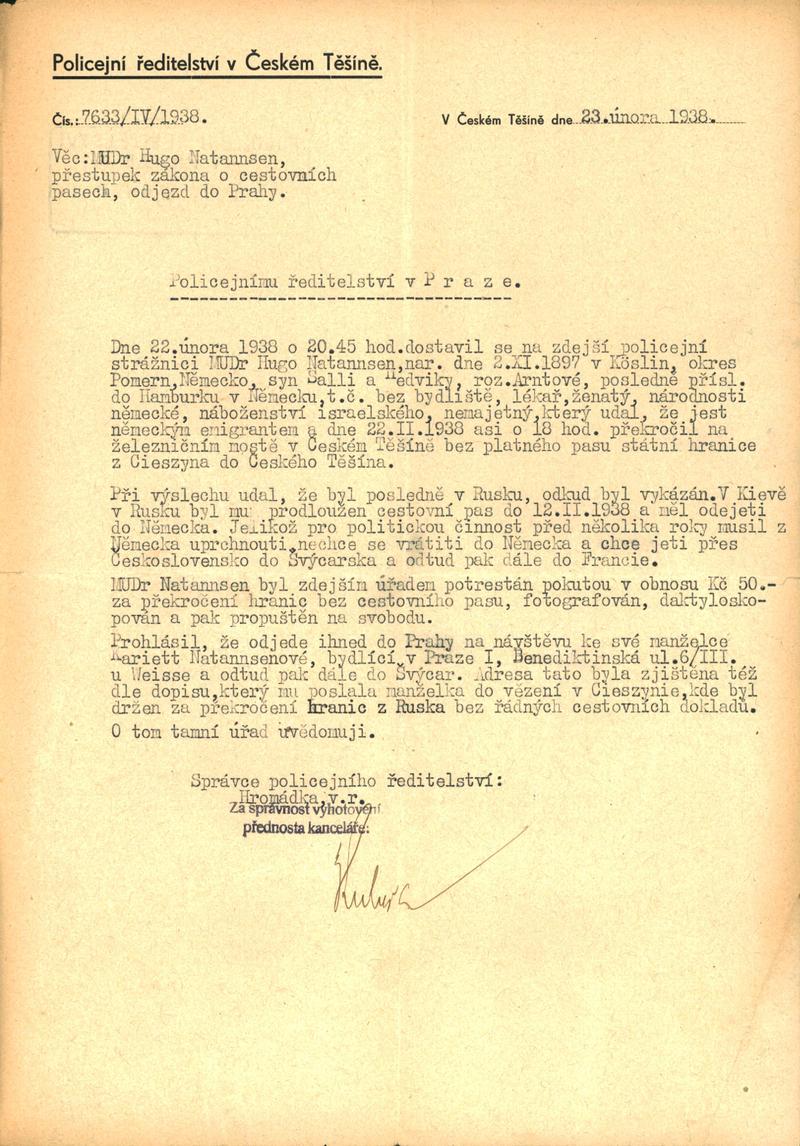 Policejní ředitelství v Českém Těšíně.
Čís.: 7633/IV/1938.
V Českém Těšíně dne 23.února 1938.
Věc:MUDr Hugo Natannsen,
přestupek zákona o cestovních
pasech, odjezd do Prahy.
Policejnímu ředitelství v P r a z e.
Dne 22.února 1938 o 20.45 hod.dostavil se na zdejší policejní
strážnici MUDr Hugo Natannsen,nar. dne 2.XI.1897 v Köslin, okres
Pomern,Německo, syn Salli a Hedviky, roz.Arntové, posledně přísl.
do Hamburku v Německu,t.č. bez bydliště, lékař,ženatý, národnosti
německé, náboženství israelského, nemajetný,který udal, že jest
německým emigrantem a dne 22.II.1938 asi o 18 hod. překročil na
železničním mostě v Českém Těšíně bez platného pasu státní hranice
z Cieszyna do Českého Těšína.
Při výslechu udal, že byl posledně v Rusku, odkud byl vykázán.V Kievě
v Rusku byl mu prodloužen cestovní pas do 12.II.1938 a měl odejeti
do Německa. Jelikož pro politickou činnost před několika roky musil z
Německa uprchnouti,nechce se vrátiti do Německa a chce jeti přes
Československo do Švýcarska a odtud pak dále do Francie.
MUDr Natannsen byl zdejším úřadem potrestán pokutou v obnosu Kč 50.-
za překročení hranic bez cestovního pasu, fotografován, daktylosko-
pován a pak propuštěn na svobodu.
Prohlásil, že odjede ihned do Prahy na návštěvu ke své manželce
Mariett Natannsenové, bydlící v Praze I, Benediktinská ul.6/III.
u Weisse a odtud pak dále do Švýcar. Adresa tato byla zjištěna též
dle dopisu,který mu poslala manželka do vězení v Cieszynie,kde byl
držen za překročení hranic z Ruska bez řádných cestovních dokladů.
O tom tamní úřad uvědomuji.
Správce policejního ředitelství:
Hromádka,v.r.
Za správnost vyhotovení
přednosta kanceláře: